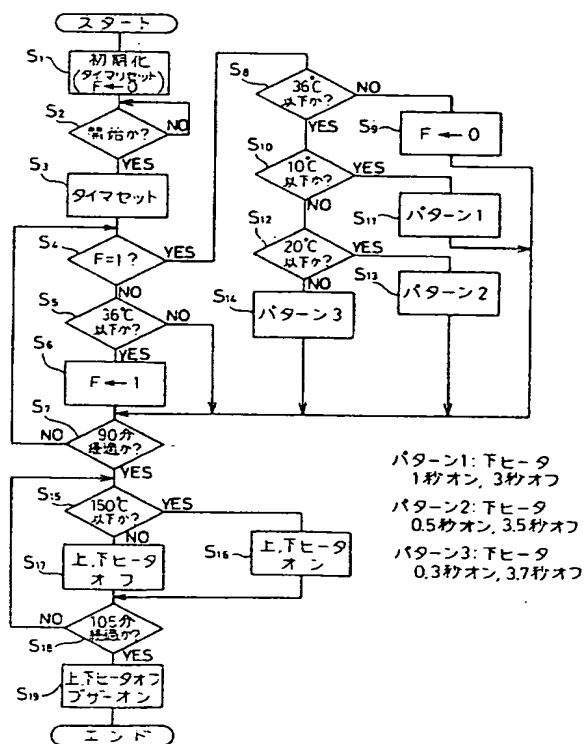 スタート
S1
初期化
(タイマリセット
F←0)
S2
開始か?
NO
YES
S3
タイマセット
S4
F=1?
YES
NO
S5
36℃
以下か?
NO
YES
S6
F←1
S7
90分
経過か?
NO
YES
S15
150℃
以下か?
YES
NO
S16
上,下ヒータ
オン
S17
上,下ヒータ
オフ
S18
105分
経過か?
NO
YES
S19
上,下ヒータオフ
ブザーオン
エンド
S8
36℃
以下か?
NO
YES
S9
F←0
S10
10℃
以下か?
YES
NO
S11
パターン1
S12
20℃
以下か?
YES
NO
S13
パターン2
S14
パターン3
パターン1:下ヒータ
1秒オン,3秒オフ
パターン2:下ヒータ
0.5秒オン,3.5秒オフ
パターン3:下ヒータ
0.3秒オン,3.7秒オフ